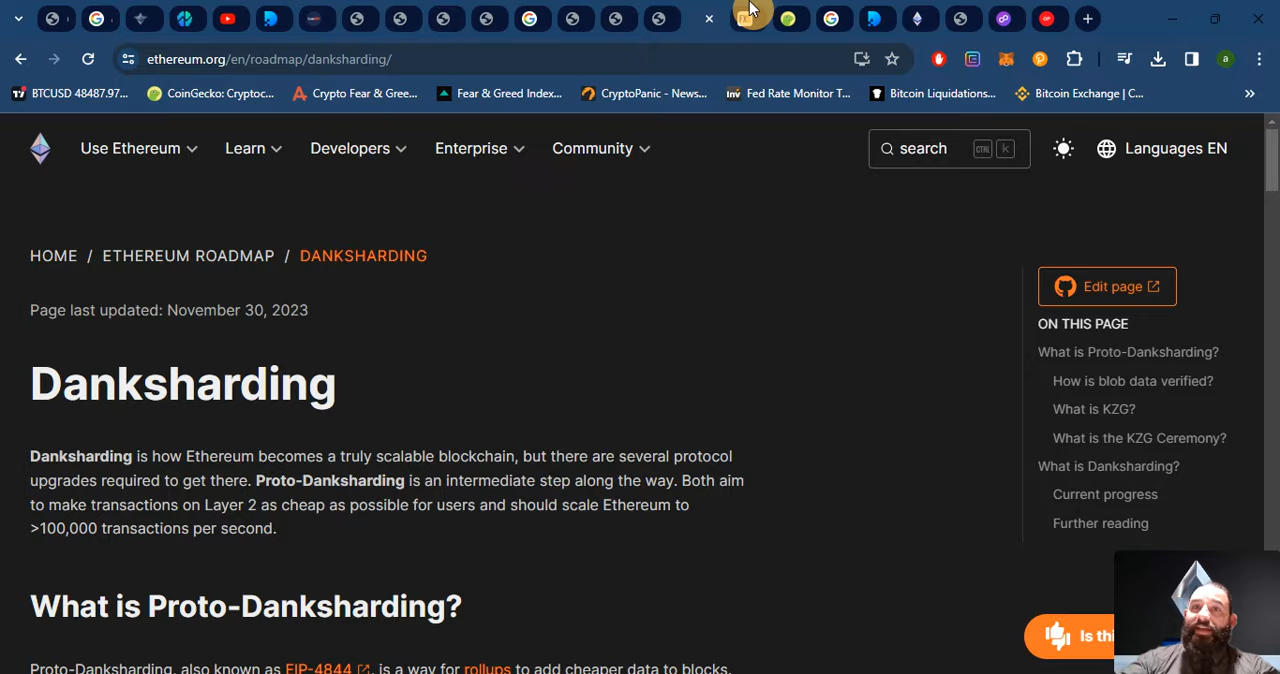 ethereum.org/en/roadmap/danksharding/
a
BTCUSD 48487.97...
CoinGecko: Cryptoc...
Crypto Fear & Gree...
Fear & Greed Index...
CryptoPanic - News...
Fed Rate Monitor T...
Bitcoin Liquidations...
Bitcoin Exchange | C...
Use Ethereum
Learn
Developers
Enterprise
Community
search
CTRL k
Languages EN
HOME / ETHEREUM ROADMAP / DANKSHARDING
Page last updated: November 30, 2023
Danksharding
Danksharding is how Ethereum becomes a truly scalable blockchain, but there are several protocol
upgrades required to get there. Proto-Danksharding is an intermediate step along the way. Both aim
to make transactions on Layer 2 as cheap as possible for users and should scale Ethereum to
>100,000 transactions per second.
What is Proto-Danksharding?
Proto-Danksharding, also known as EIP-4844, is a way for rollups to add cheaper data to blocks.
Edit page
ON THIS PAGE
What is Proto-Danksharding?
How is blob data verified?
What is KZG?
What is the KZG Ceremony?
What is Danksharding?
Current progress
Further reading
Is thi